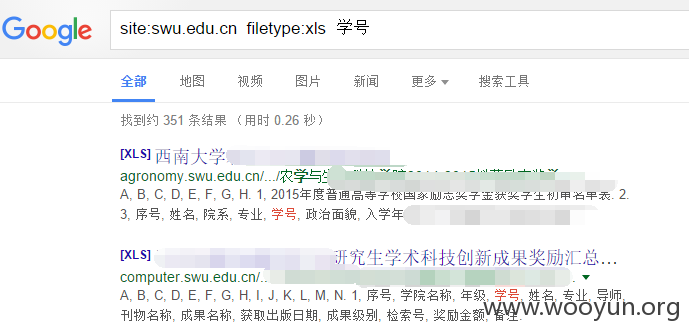 Google
site:swu.edu.cn filetype:xls 学号
全部 地图 视频 图片 新闻 更多 搜索工具
找到约 351 条结果 （用时 0.26 秒）
[XLS] 西南大学
agronomy.swu.edu.cn/.../农学与生
A, B, C, D, E, F, G, H. 1, 2015年度普通高等学校国家励志奖学金获奖学生初审名单表. 2.
3, 序号, 姓名, 院系, 专业, 学号, 政治面貌, 入学年
[XLS] 研究生学术科技创新成果奖励汇总...
computer.swu.edu.cn/..
A, B, C, D, E, F, G, H, I, J, K, L, M, N. 1, 序号, 学院名称, 年级, 学号, 姓名, 专业, 导师,
刊物名称, 成果名称, 获取出版日期, 成果级别, 检索号, 奖励金额, 备注.
www.wooyun.org